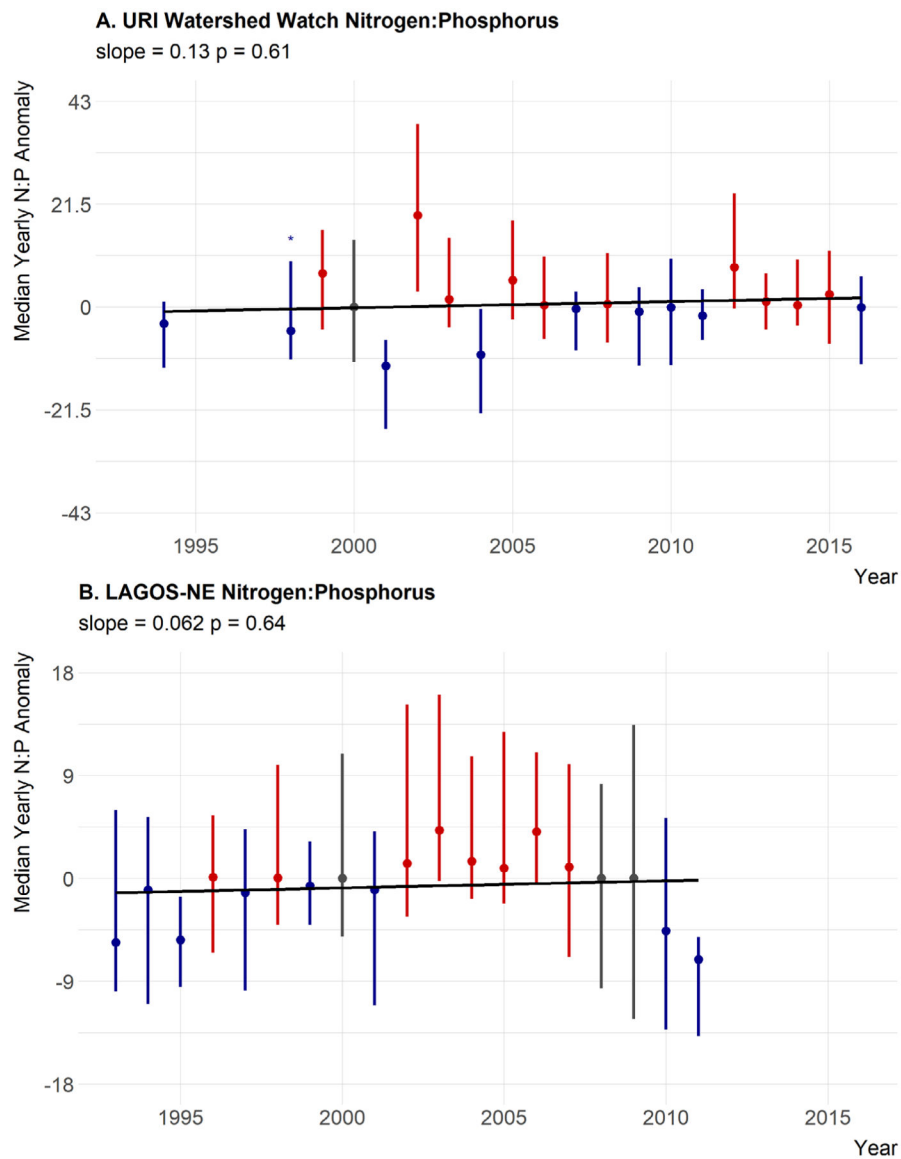 A. URI Watershed Watch Nitrogen:Phosphorus
slope = 0.13 p = 0.61
Median Yearly N:P Anomaly
43
21.5
0
-21.5
-43
*
1995 2000 2005 2010 2015
Year
B. LAGOS-NE Nitrogen:Phosphorus
slope = 0.062 p = 0.64
Median Yearly N:P Anomaly
18
9
0
-9
-18
1995 2000 2005 2010 2015
Year